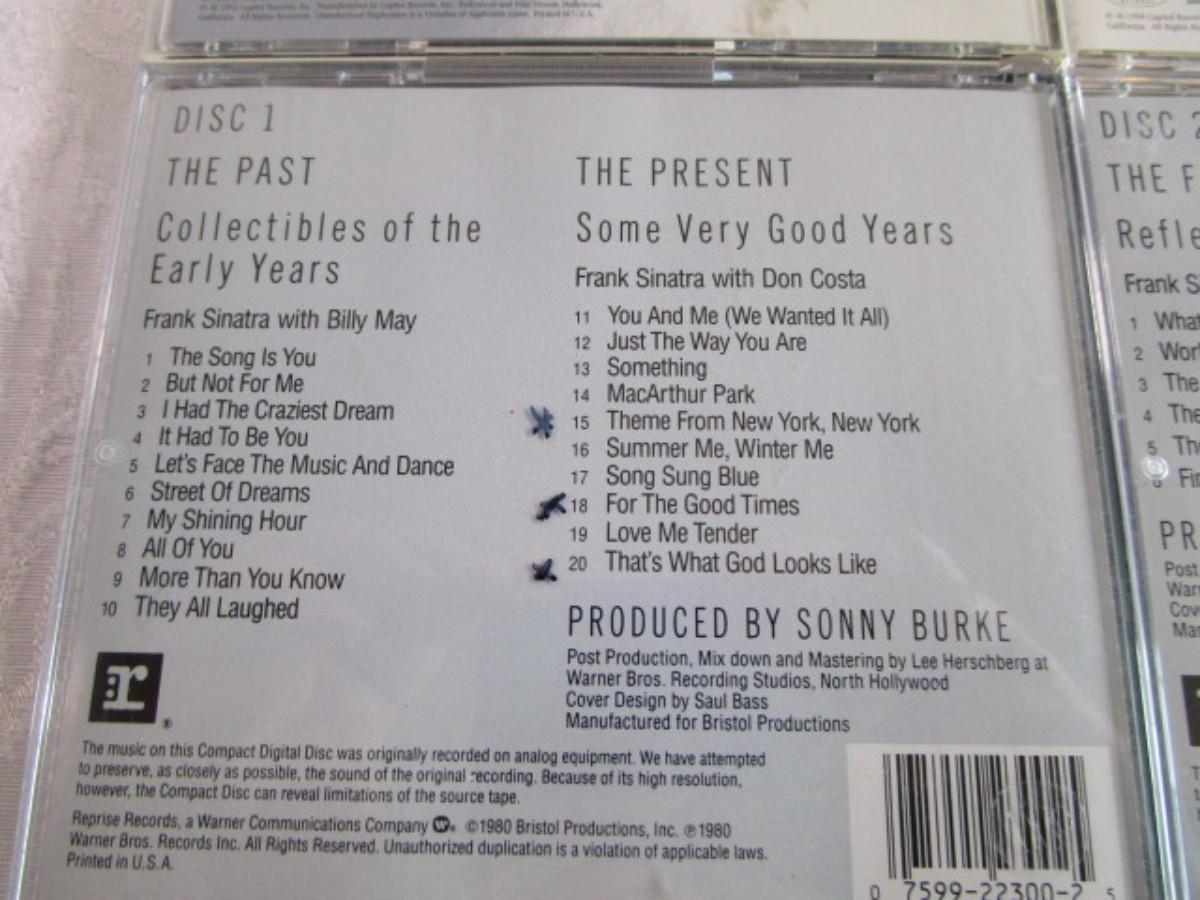 DISC 1
THE PAST
Collectibles of the
Early Years
Frank Sinatra with Billy May
1 The Song Is You
2 But Not For Me
3 I Had The Craziest Dream
4 It Had To Be You
5 Let's Face The Music And Dance
6 Street Of Dreams
7 My Shining Hour
8 All Of You
9 More Than You Know
10 They All Laughed
THE PRESENT
Some Very Good Years
Frank Sinatra with Don Costa
11 You And Me (We Wanted It All)
12 Just The Way You Are
13 Something
14 MacArthur Park
15 Theme From New York, New York
16 Summer Me, Winter Me
17 Song Sung Blue
18 For The Good Times
19 Love Me Tender
20 That's What God Looks Like
PRODUCED BY SONNY BURKE
Post Production, Mix down and Mastering by Lee Herschberg at
Warner Bros. Recording Studios, North Hollywood
Cover Design by Saul Bass
Manufactured for Bristol Productions
r®
The music on this Compact Digital Disc was originally recorded on analog equipment. We have attempted
to preserve, as closely as possible, the sound of the original recording. Because of its high resolution,
however, the Compact Disc can reveal limitations of the source tape.
Reprise Records, a Warner Communications Company ©1980 Bristol Productions, Inc. ℗1980
Warner Bros. Records Inc. All Rights Reserved. Unauthorized duplication is a violation of applicable laws.
Printed in U.S.A.
0 7599-22300-2 5
DISC 2
THE F
Refle
Frank S
1 What
2 Worl
3 The
4 The
5 The
6 Fin
PR
Post
War
Cov
Ma